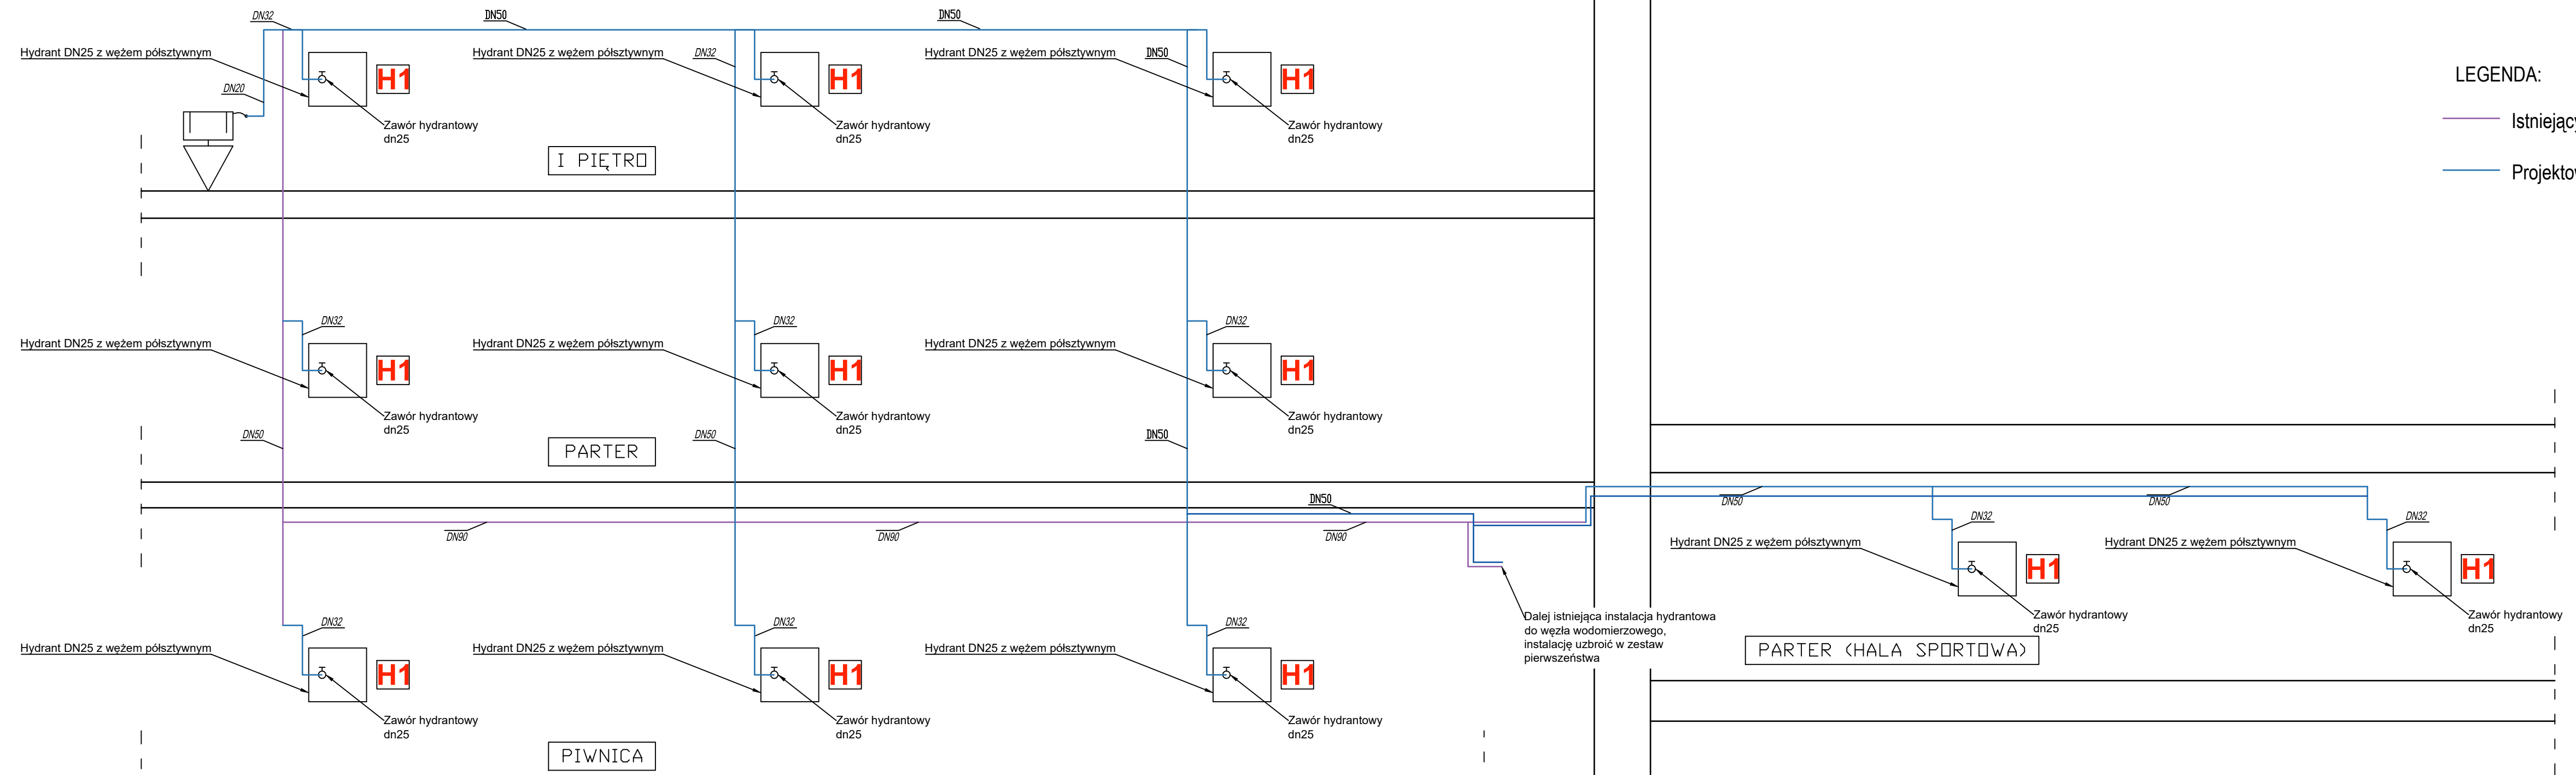 DN32
DN50
DN50
Hydrant DN25 z wężem półsztywnym
Hydrant DN25 z wężem półsztywnym
DN32
Hydrant DN25 z wężem półsztywnym
DN50
LEGENDA:
H1
H1
H1
DN20
Zawór hydrantowy
dn25
Zawór hydrantowy
dn25
Zawór hydrantowy
dn25
I PIĘTRO
DN32
DN32
DN32
Hydrant DN25 z wężem półsztywnym
Hydrant DN25 z wężem półsztywnym
Hydrant DN25 z wężem półsztywnym
H1
H1
H1
Zawór hydrantowy
dn25
Zawór hydrantowy
dn25
Zawór hydrantowy
dn25
DN50
DN50
DN50
PARTER
DN50
DN90
DN90
DN90
DN50
DN50
DN32
DN32
Hydrant DN25 z wężem półsztywnym
Hydrant DN25 z wężem półsztywnym
H1
H1
Zawór hydrantowy
dn25
Zawór hydrantowy
dn25
PARTER (HALA SPORTOWA)
Dalej istniejąca instalacja hydrantowa
do węzła wodomierzowego,
instalację uzbroić w zestaw
pierwszeństwa
DN32
DN32
DN32
Hydrant DN25 z wężem półsztywnym
Hydrant DN25 z wężem półsztywnym
Hydrant DN25 z wężem półsztywnym
H1
H1
H1
Zawór hydrantowy
dn25
Zawór hydrantowy
dn25
Zawór hydrantowy
dn25
PIWNICA